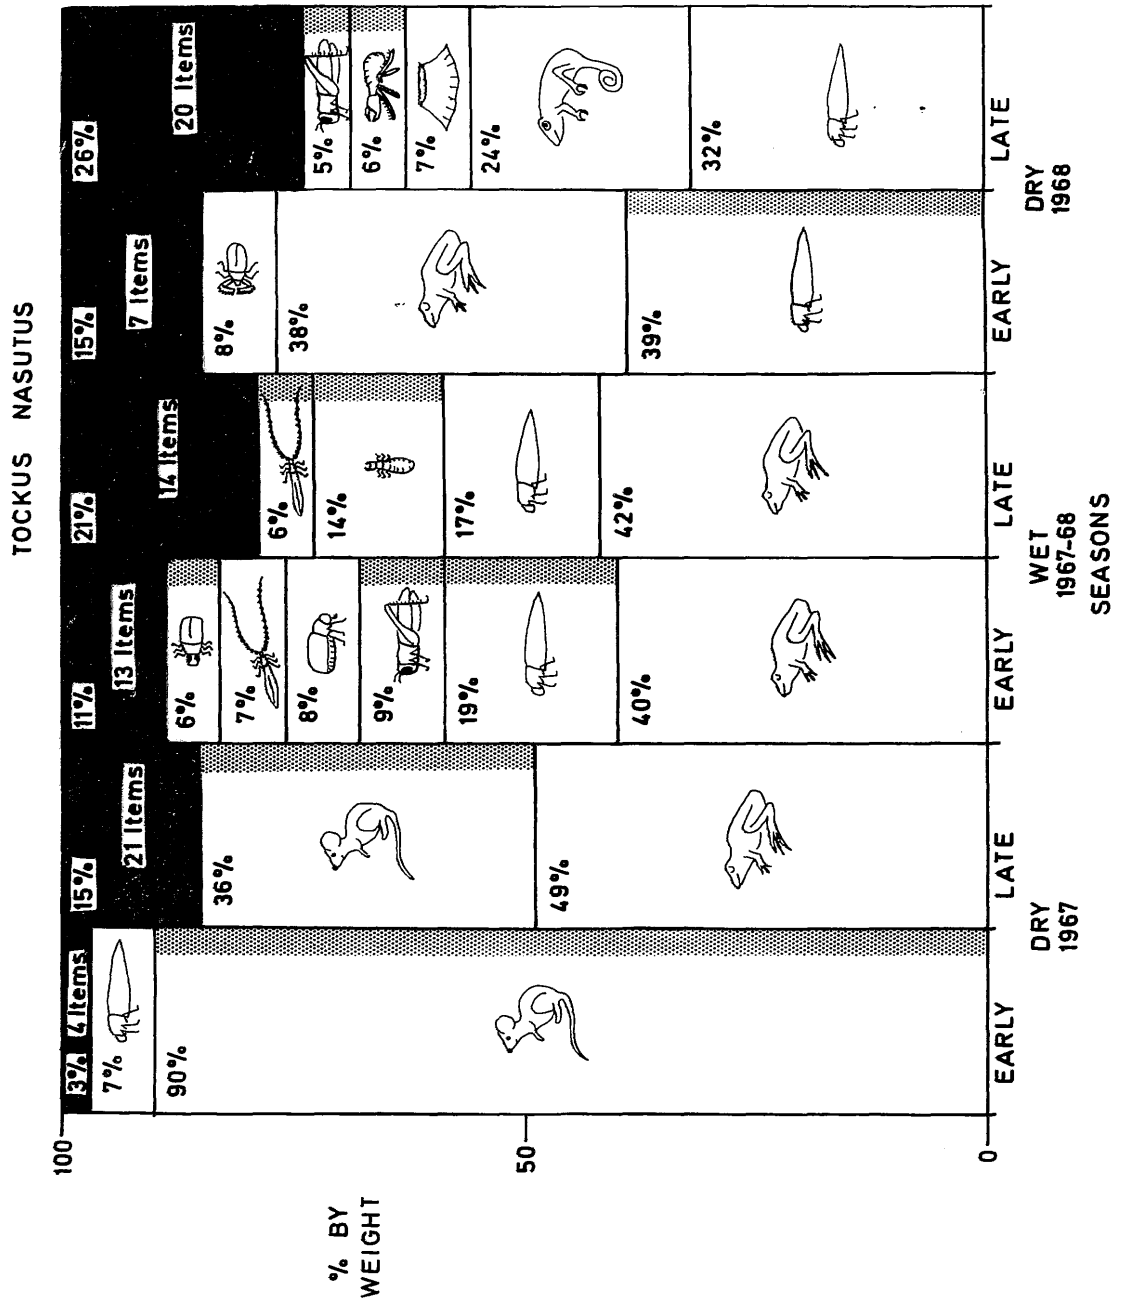 TOCKUS NASUTUS
100
50
0
% BY
WEIGHT
3%
4 Items
7%
90%
15%
21 Items
36%
49%
11%
13 Items
6%
7%
8%
9%
19%
40%
21%
14 Items
6%
14%
17%
42%
15%
7 Items
8%
38%
39%
26%
20 Items
5%
6%
7%
24%
32%
EARLY
LATE
EARLY
LATE
EARLY
LATE
DRY
1967
WET
1967-68
DRY
1968
SEASONS